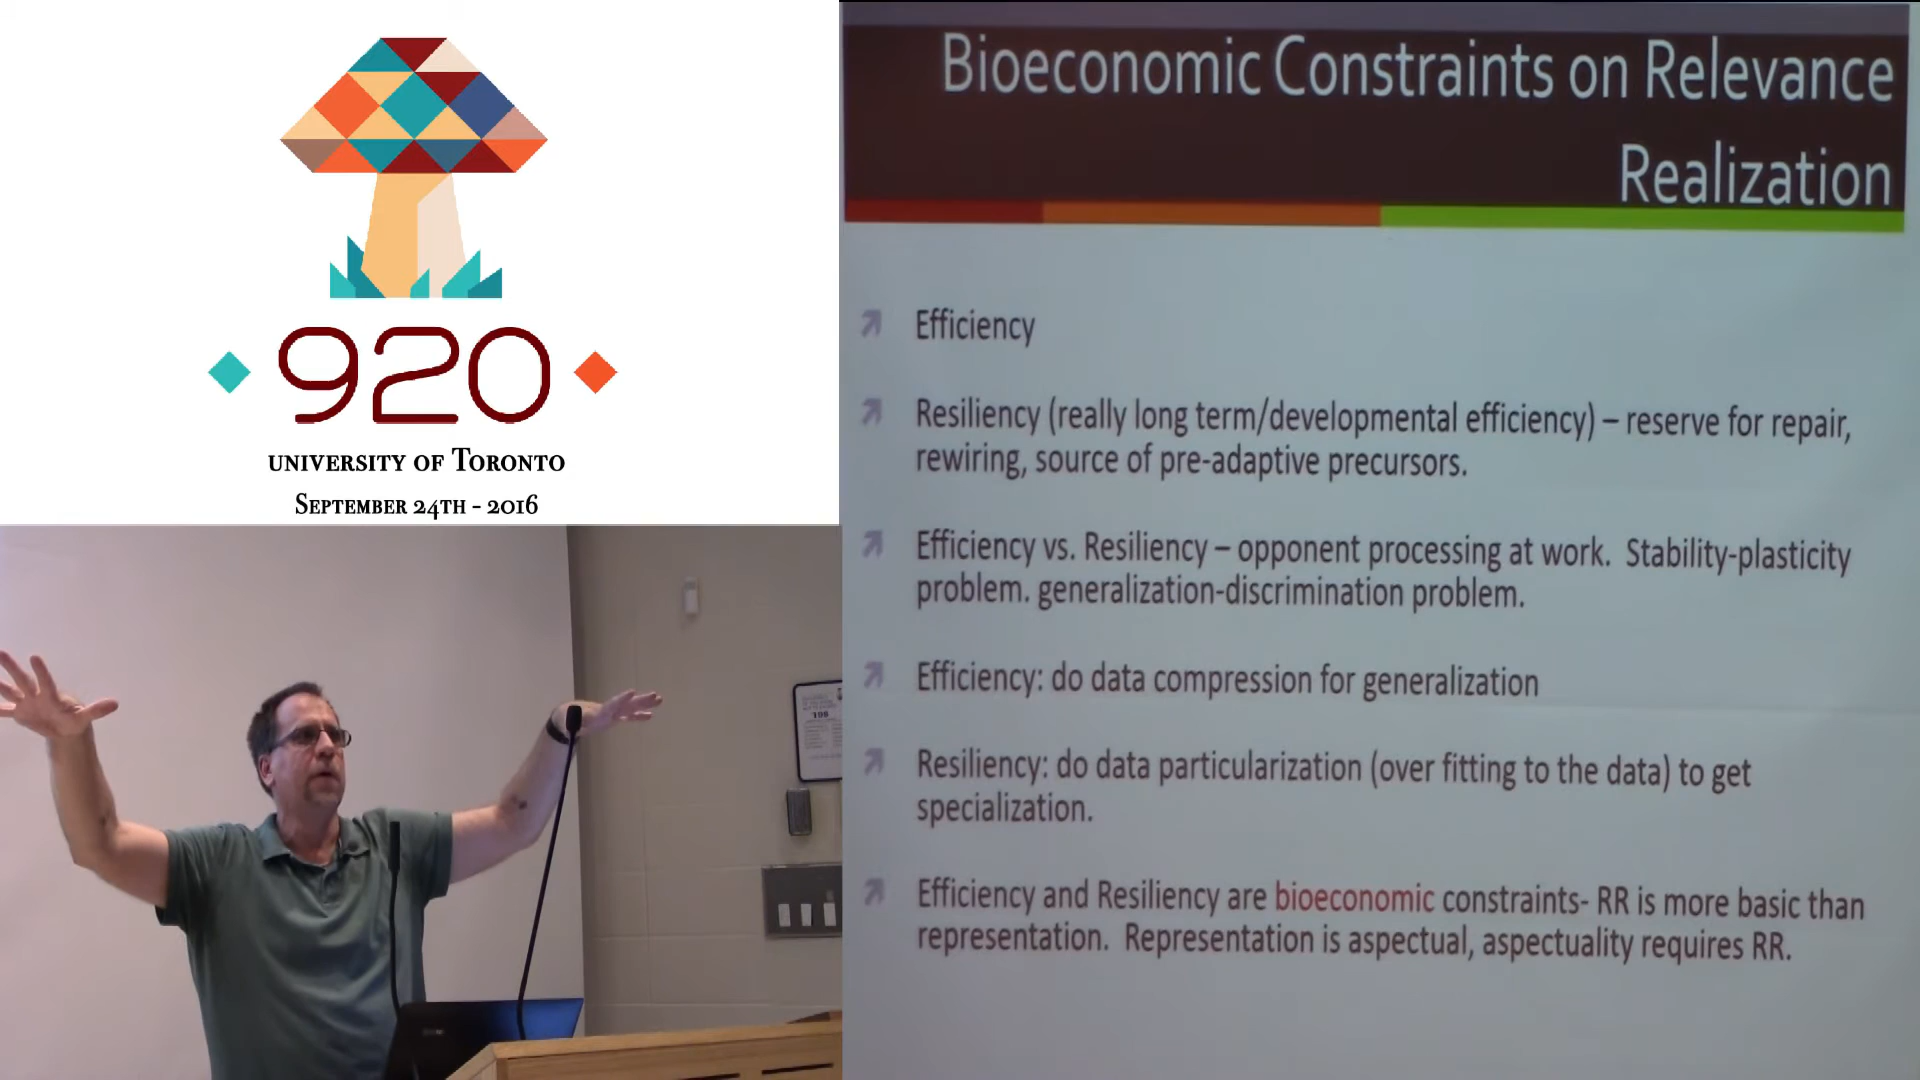 920
UNIVERSITY OF TORONTO
SEPTEMBER 24TH - 2016
199
Bioeconomic Constraints on Relevance
Realization
Efficiency
Resiliency (really long term/developmental efficiency) – reserve for repair,
rewiring, source of pre-adaptive precursors.
Efficiency vs. Resiliency – opponent processing at work. Stability-plasticity
problem. generalization-discrimination problem.
Efficiency: do data compression for generalization
Resiliency: do data particularization (over fitting to the data) to get
specialization.
Efficiency and Resiliency are bioeconomic constraints- RR is more basic than
representation. Representation is aspectual, aspectuality requires RR.